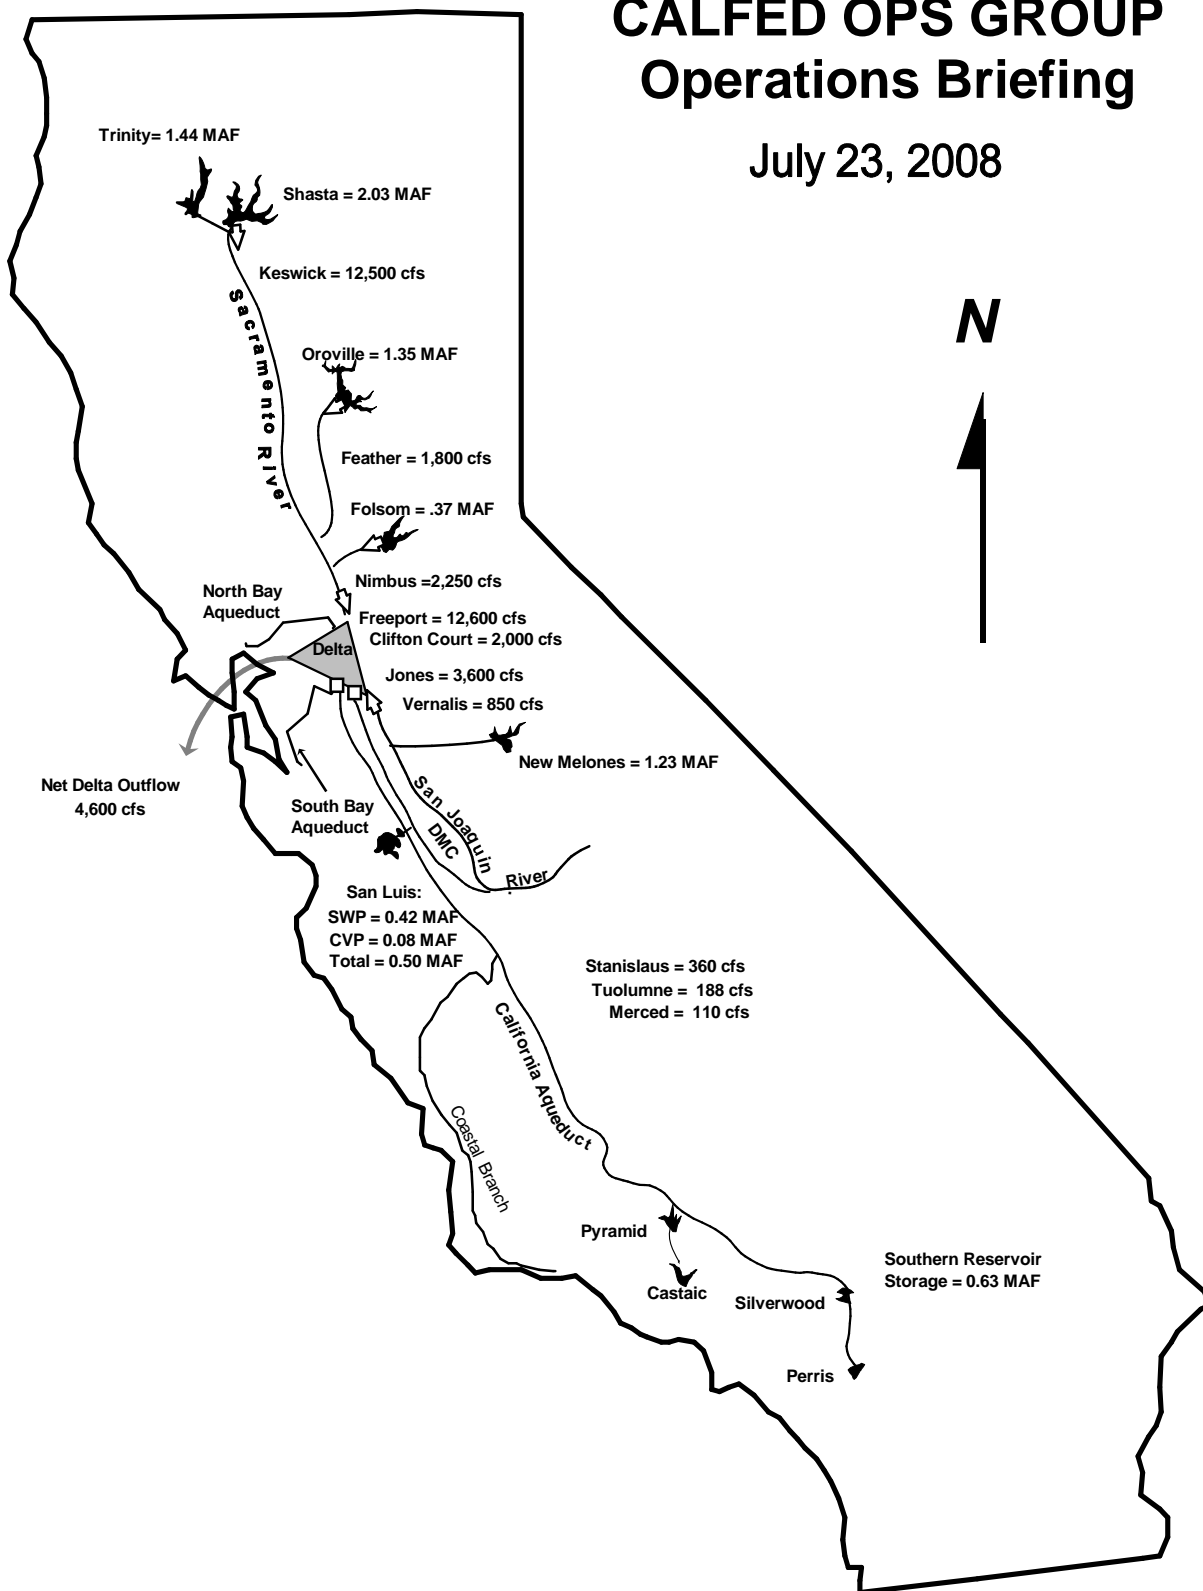 CALFED OPS GROUP
Operations Briefing
July 23, 2008
Trinity= 1.44 MAF
Shasta = 2.03 MAF
Keswick = 12,500 cfs
Sacramento River
N
Oroville = 1.35 MAF
Feather = 1,800 cfs
Folsom = .37 MAF
Nimbus =2,250 cfs
North Bay
Aqueduct
Freeport = 12,600 cfs
Clifton Court = 2,000 cfs
Delta
Jones = 3,600 cfs
Vernalis = 850 cfs
New Melones = 1.23 MAF
Net Delta Outflow
4,600 cfs
South Bay
Aqueduct
San Joaquin
River
DMC
San Luis:
SWP = 0.42 MAF
CVP = 0.08 MAF
Total = 0.50 MAF
Stanislaus = 360 cfs
Tuolumne = 188 cfs
Merced = 110 cfs
California Aqueduct
Coastal Branch
Pyramid
Castaic
Silverwood
Southern Reservoir
Storage = 0.63 MAF
Perris